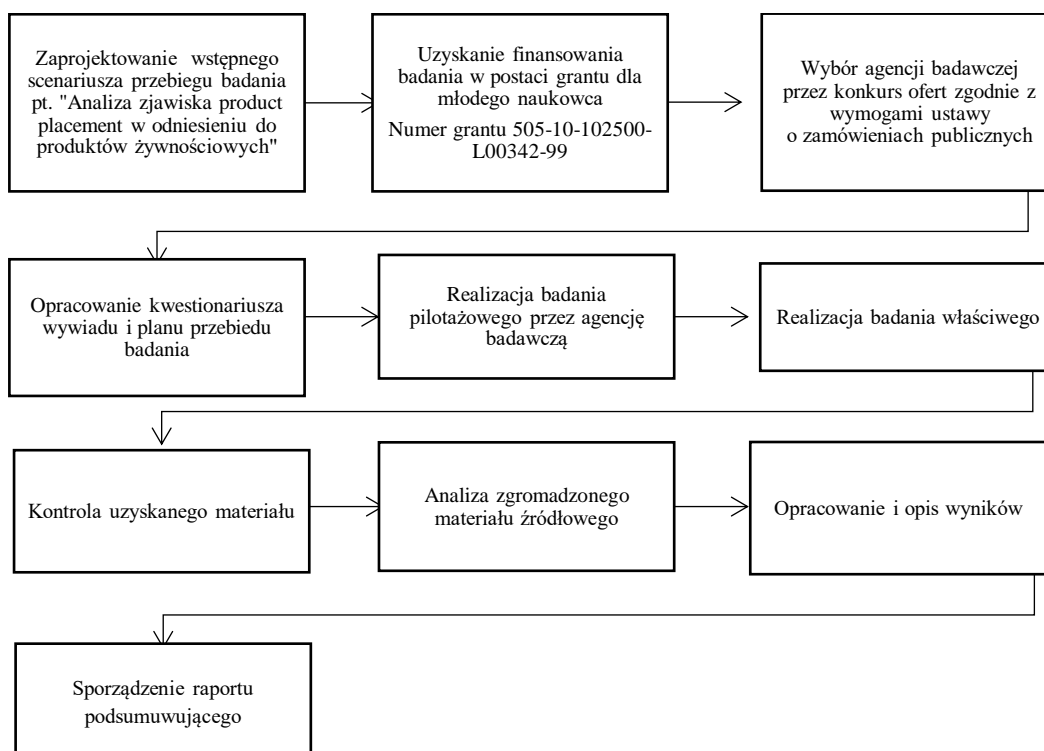 Zaprojektowanie wstępnego
scenariusza przebiegu badania
pt. "Analiza zjawiska product
placement w odniesieniu do
produktów żywnościowych"
Uzyskanie finansowania
badania w postaci grantu dla
młodego naukowca
Numer grantu 505-10-102500-
L00342-99
Wybór agencji badawczej
przez konkurs ofert zgodnie z
wymogami ustawy
o zamówieniach publicznych
Opracowanie kwestionariusza
wywiadu i planu przebiedu
badania
Realizacja badania
pilotażowego przez agencję
badawczą
Realizacja badania właściwego
Kontrola uzyskanego materiału
Analiza zgromadzonego
materiału źródłowego
Opracowanie i opis wyników
Sporządzenie raportu
podsumuwującego